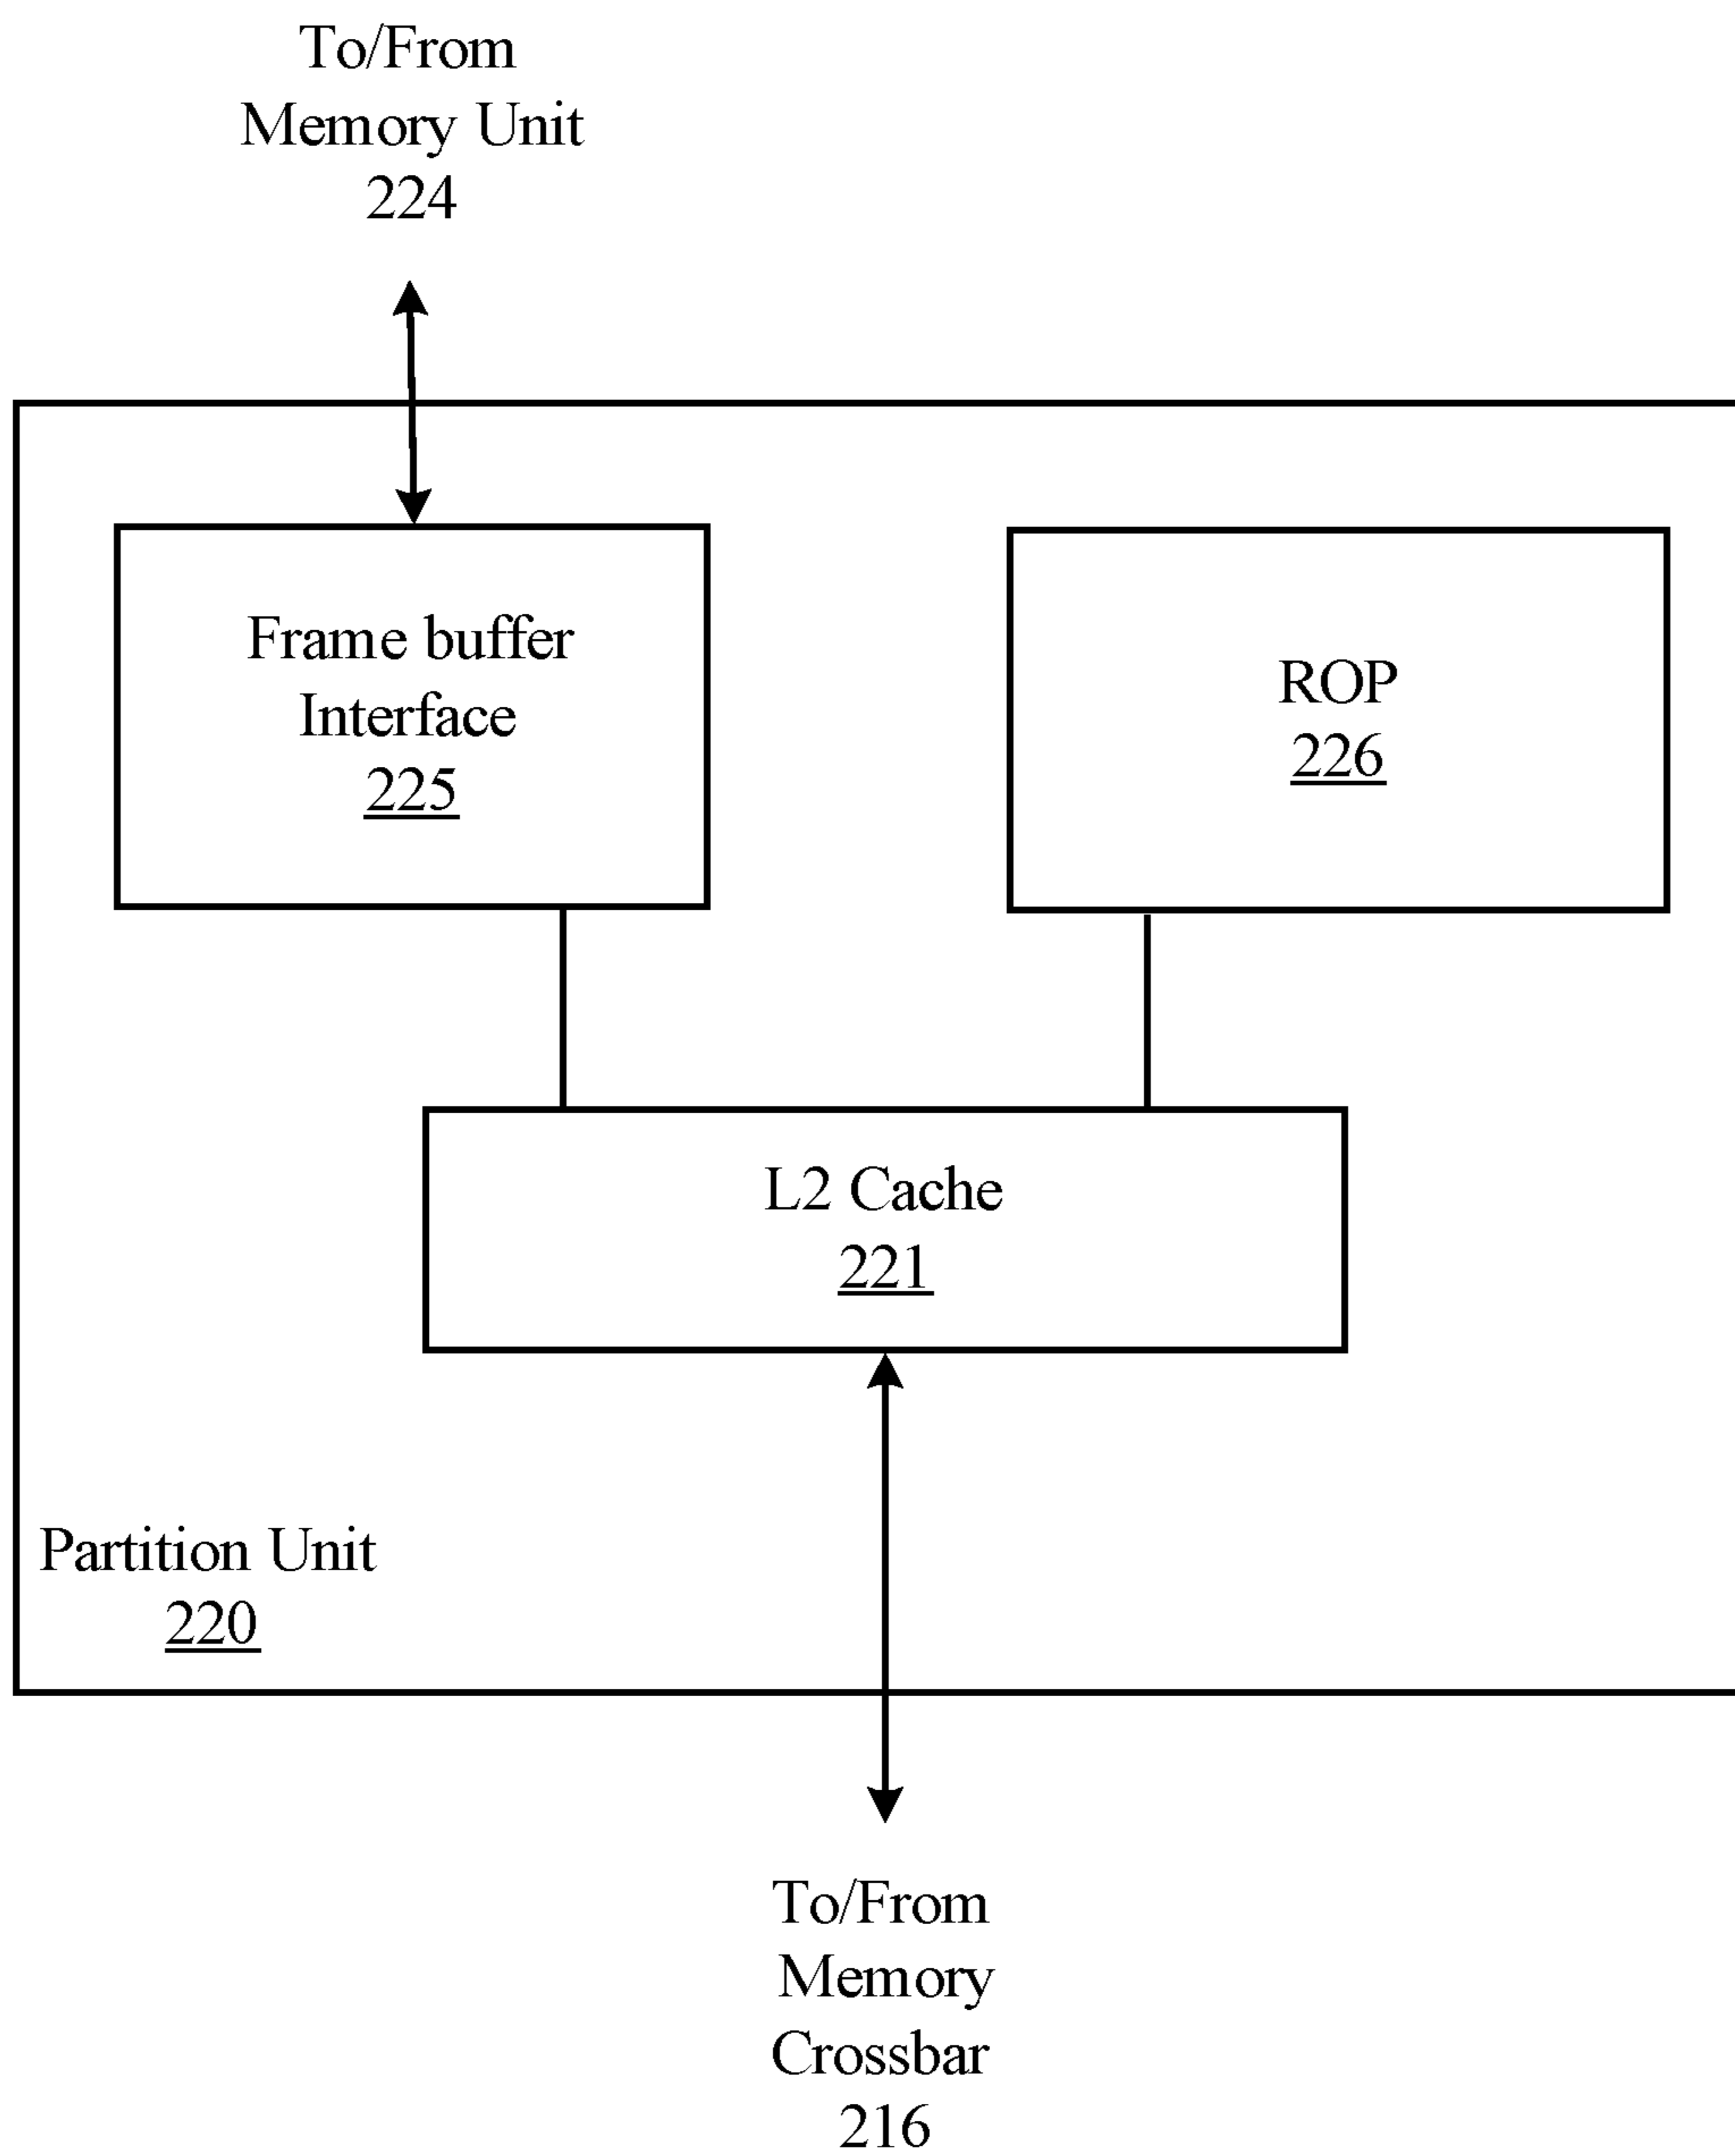 To/From
Memory Unit
224
Frame buffer
Interface
225
ROP
226
L2 Cache
221
Partition Unit
220
To/From
Memory
Crossbar
216